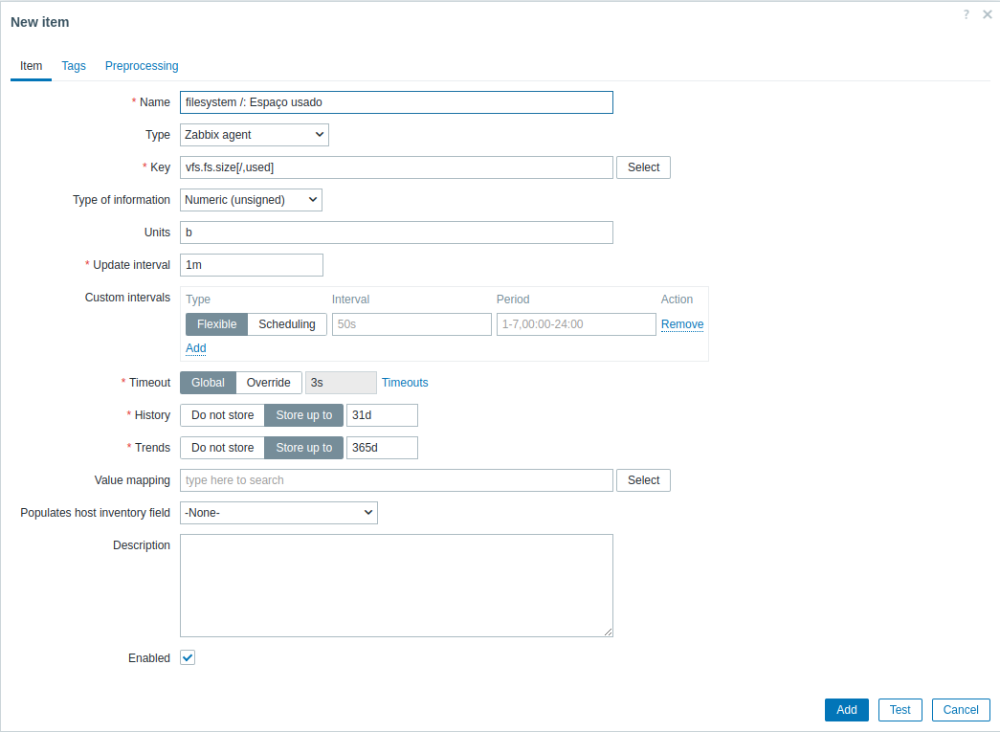 New item
? ×
Item Tags Preprocessing
* Name filesystem /: Espaço usado
Type Zabbix agent
* Key vfs.fs.size[/,used] Select
Type of information Numeric (unsigned)
Units b
* Update interval 1m
Custom intervals Type Interval Period Action
Flexible Scheduling 50s 1-7,00:00-24:00 Remove
Add
* Timeout Global Override 3s Timeouts
* History Do not store Store up to 31d
* Trends Do not store Store up to 365d
Value mapping type here to search Select
Populates host inventory field -None-
Description
Enabled
Add Test Cancel